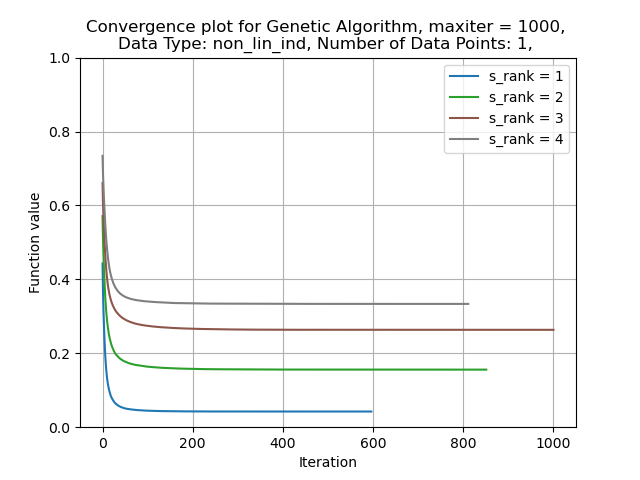 Convergence plot for Genetic Algorithm, maxiter = 1000,
Data Type: non_lin_ind, Number of Data Points: 1,
1.0
0.8
0.6
0.4
0.2
0.0
Function value
s_rank = 1
s_rank = 2
s_rank = 3
s_rank = 4
0 200 400 600 800 1000
Iteration